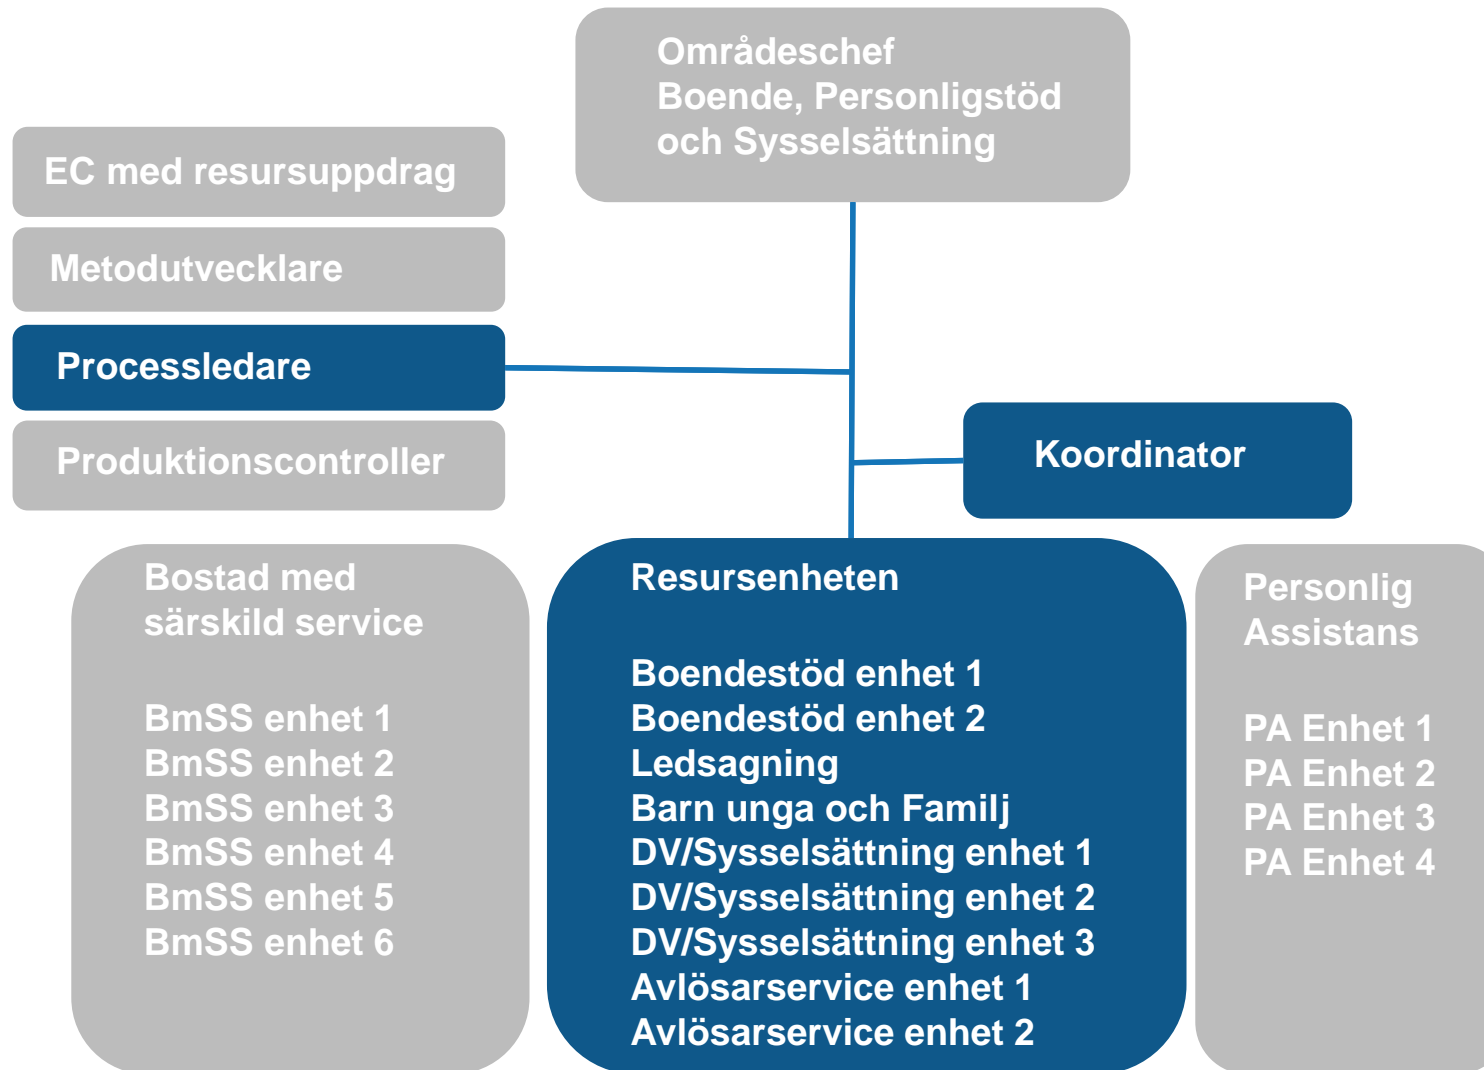 Områdeschef
Boende, Personligstöd
och Sysselsättning
EC med resursuppdrag
Metodutvecklare
Processledare
Produktionscontroller
Koordinator
Bostad med
särskild service
BmSS enhet 1
BmSS enhet 2
BmSS enhet 3
BmSS enhet 4
BmSS enhet 5
BmSS enhet 6
Resursenheten
Boendestöd enhet 1
Boendestöd enhet 2
Ledsagning
Barn unga och Familj
DV/Sysselsättning enhet 1
DV/Sysselsättning enhet 2
DV/Sysselsättning enhet 3
Avlösarservice enhet 1
Avlösarservice enhet 2
Personlig
Assistans
PA Enhet 1
PA Enhet 2
PA Enhet 3
PA Enhet 4